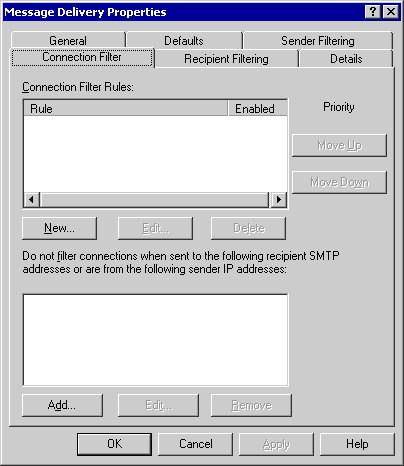 Message Delivery Properties
General Defaults Sender Filtering
Connection Filter Recipient Filtering Details
Connection Filter Rules:
Rule Enabled
Priority
Move Up
Move Down
New... Edit... Delete
Do not filter connections when sent to the following recipient SMTP
addresses or are from the following sender IP addresses:
Add... Edit... Remove
OK Cancel Apply Help